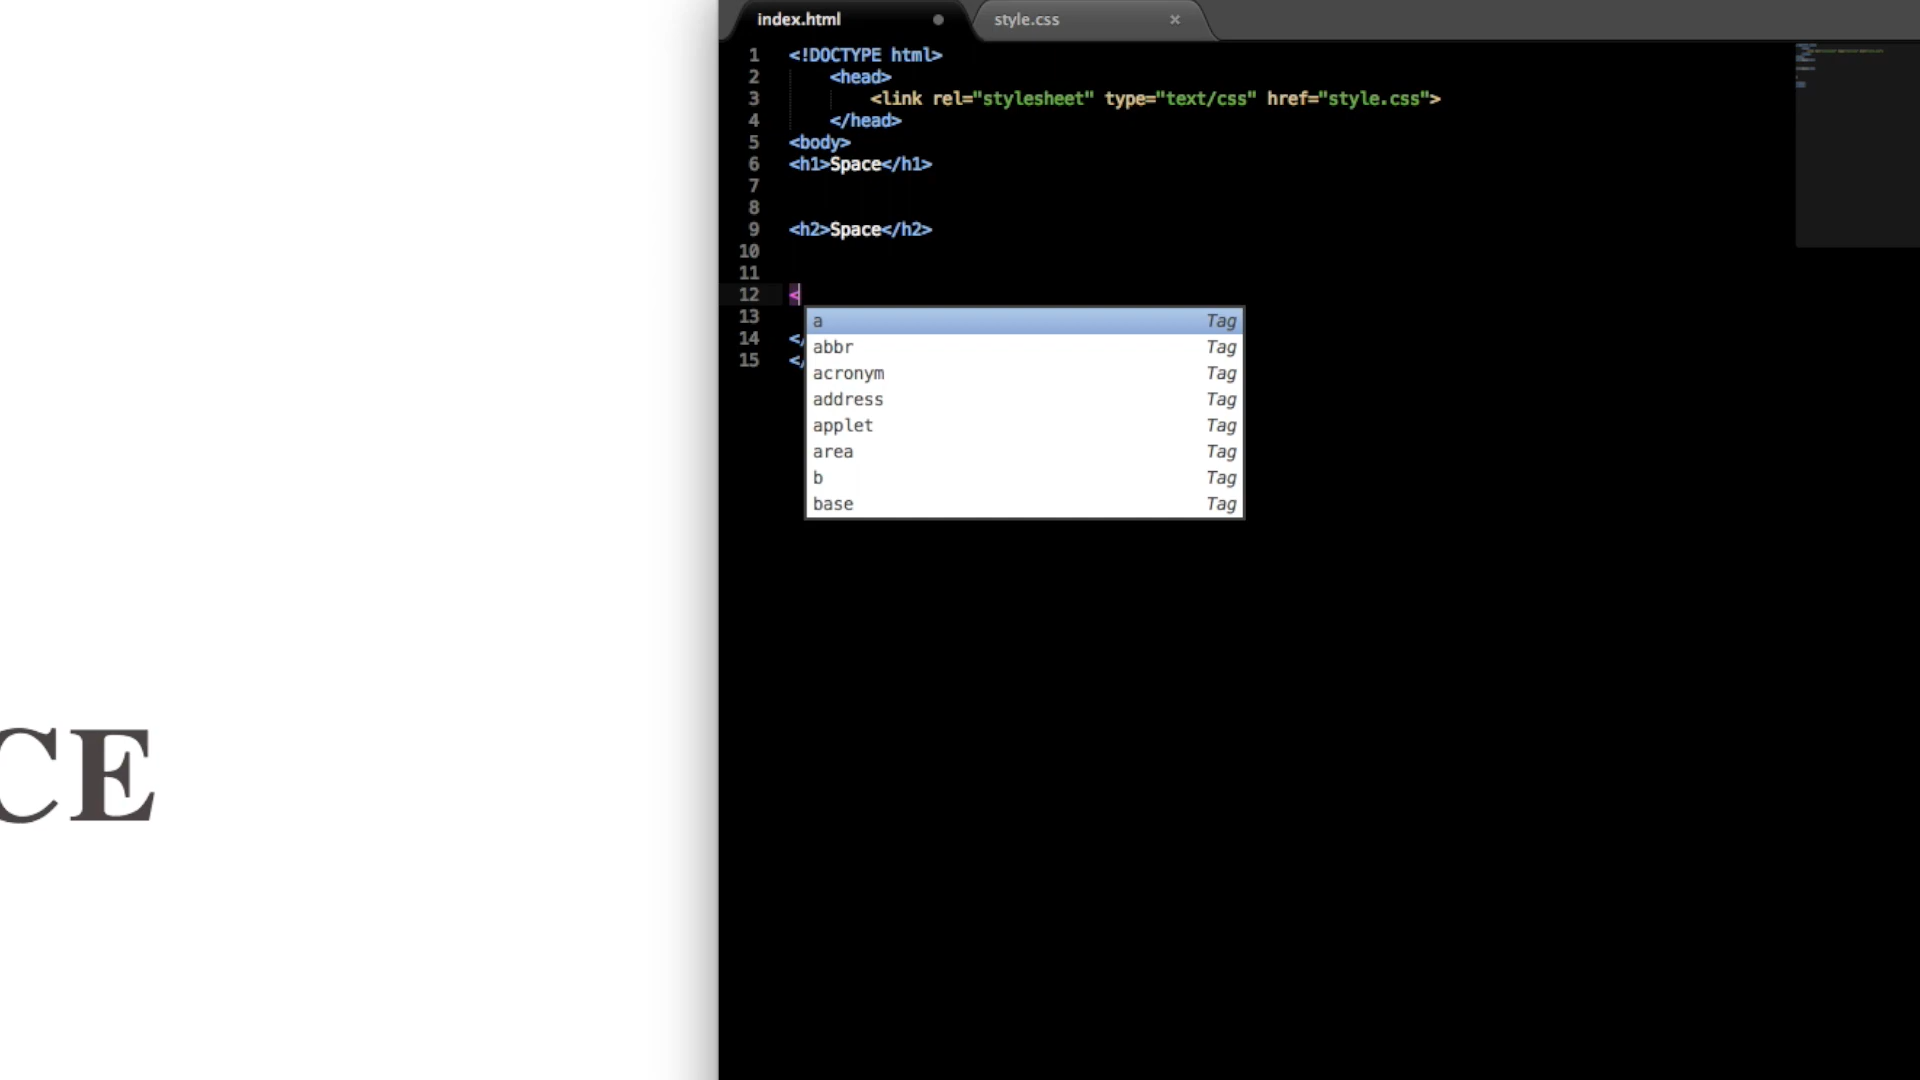 index.html
style.css ×
1 <!DOCTYPE html>
2 <head>
3 <link rel="stylesheet" type="text/css" href="style.css">
4 </head>
5 <body>
6 <h1>Space</h1>
7
8
9 <h2>Space</h2>
10
11
12 <
13
14 </
15 </
a Tag
abbr Tag
acronym Tag
address Tag
applet Tag
area Tag
b Tag
base Tag
CE